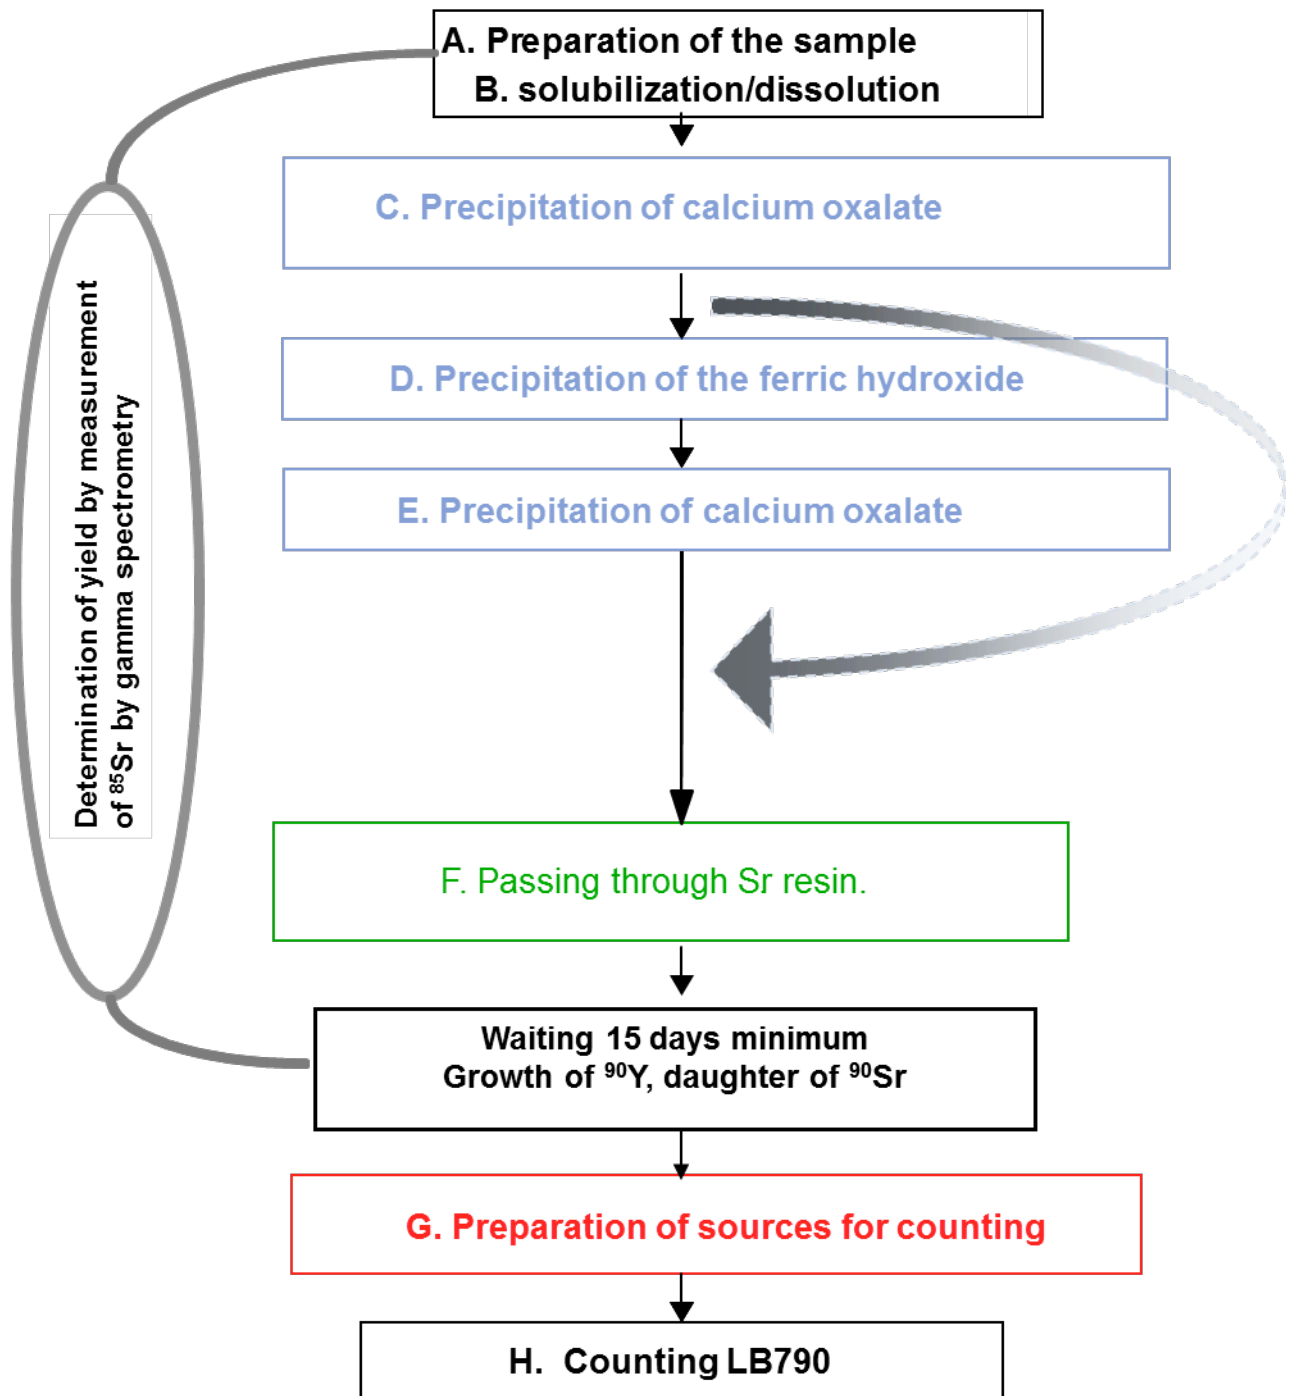 A. Preparation of the sample
B. solubilization/dissolution
C. Precipitation of calcium oxalate
D. Precipitation of the ferric hydroxide
E. Precipitation of calcium oxalate
Determination of yield by measurement
of ⁸⁵Sr by gamma spectrometry
F. Passing through Sr resin.
Waiting 15 days minimum
Growth of ⁹⁰Y, daughter of ⁹⁰Sr
G. Preparation of sources for counting
H. Counting LB790